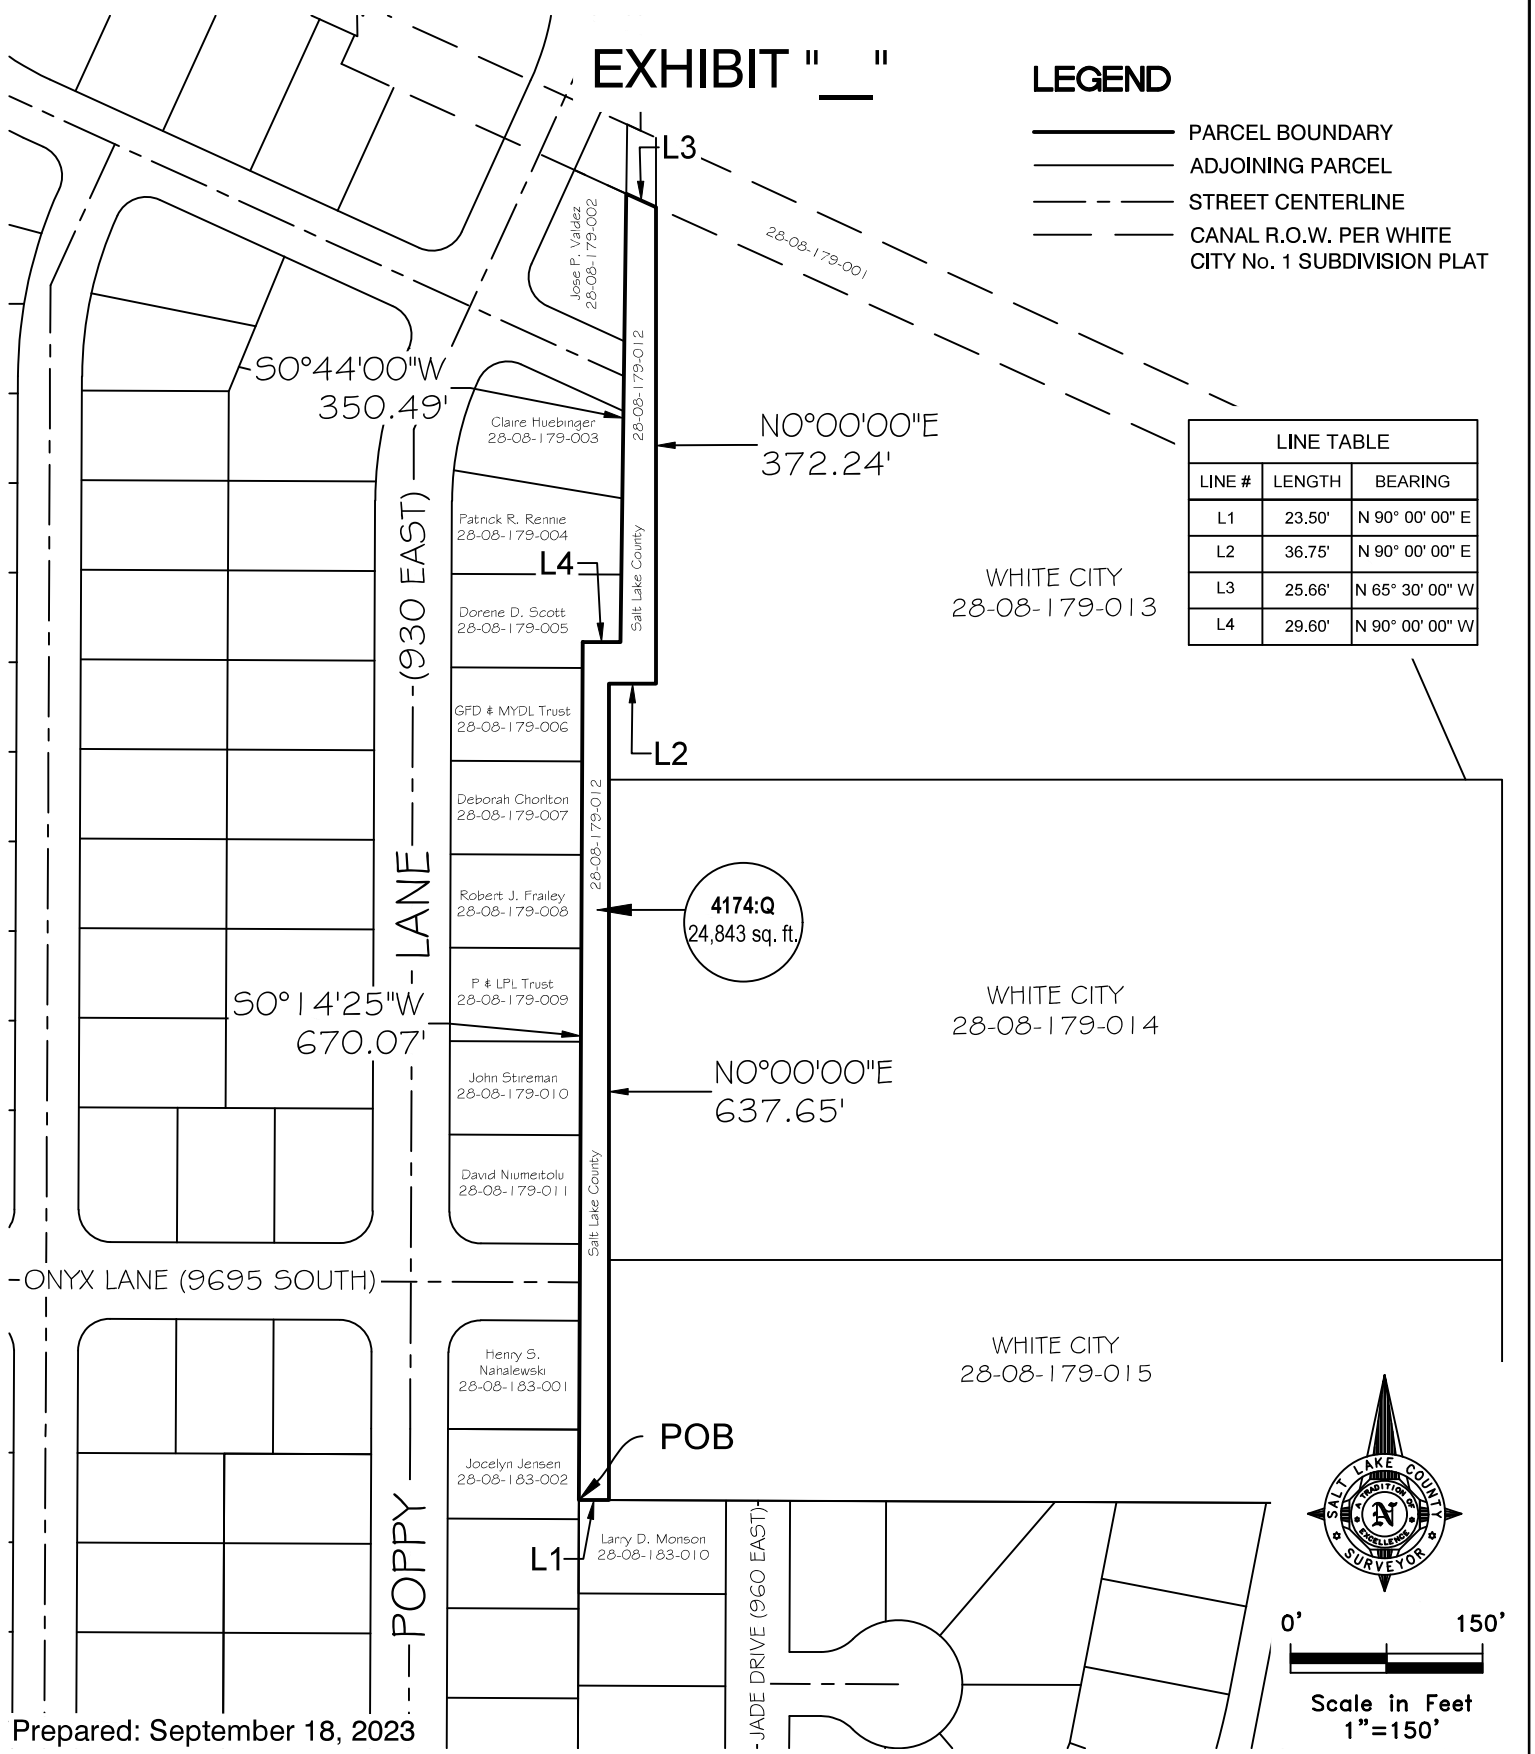 EXHIBIT "__"
LEGEND
PARCEL BOUNDARY
ADJOINING PARCEL
STREET CENTERLINE
CANAL R.O.W. PER WHITE
CITY No. 1 SUBDIVISION PLAT
L3
Jose P. Valdez
28-08-179-002
28-08-179-001
28-08-179-012
S0°44'00"W
350.49'
Claire Huebinger
28-08-179-003
N0°00'00"E
372.24'
LINE TABLE
LINE # LENGTH BEARING
L1 23.50' N 90° 00' 00" E
L2 36.75' N 90° 00' 00" E
L3 25.66' N 65° 30' 00" W
L4 29.60' N 90° 00' 00" W
Patrick R. Rennie
28-08-179-004
L4
Salt Lake County
WHITE CITY
28-08-179-013
(930 EAST)
Dorene D. Scott
28-08-179-005
GFD & MYDL Trust
28-08-179-006
L2
Deborah Chorlton
28-08-179-007
28-08-179-012
LANE
Robert J. Frailey
28-08-179-008
4174:Q
24,843 sq. ft.
P & LPL Trust
28-08-179-009
S0°14'25"W
670.07'
WHITE CITY
28-08-179-014
John Stireman
28-08-179-010
N0°00'00"E
637.65'
David Niumeitolu
28-08-179-011
Salt Lake County
ONYX LANE (9695 SOUTH)
Henry S.
Nahalewski
28-08-183-001
WHITE CITY
28-08-179-015
POB
Jocelyn Jensen
28-08-183-002
POPPY
L1
Larry D. Monson
28-08-183-010
JADE DRIVE (960 EAST)
SALT LAKE COUNTY
A TRADITION OF
N
EXCELLENCE
SURVEYOR
0' 150'
Scale in Feet
1"=150'
Prepared: September 18, 2023